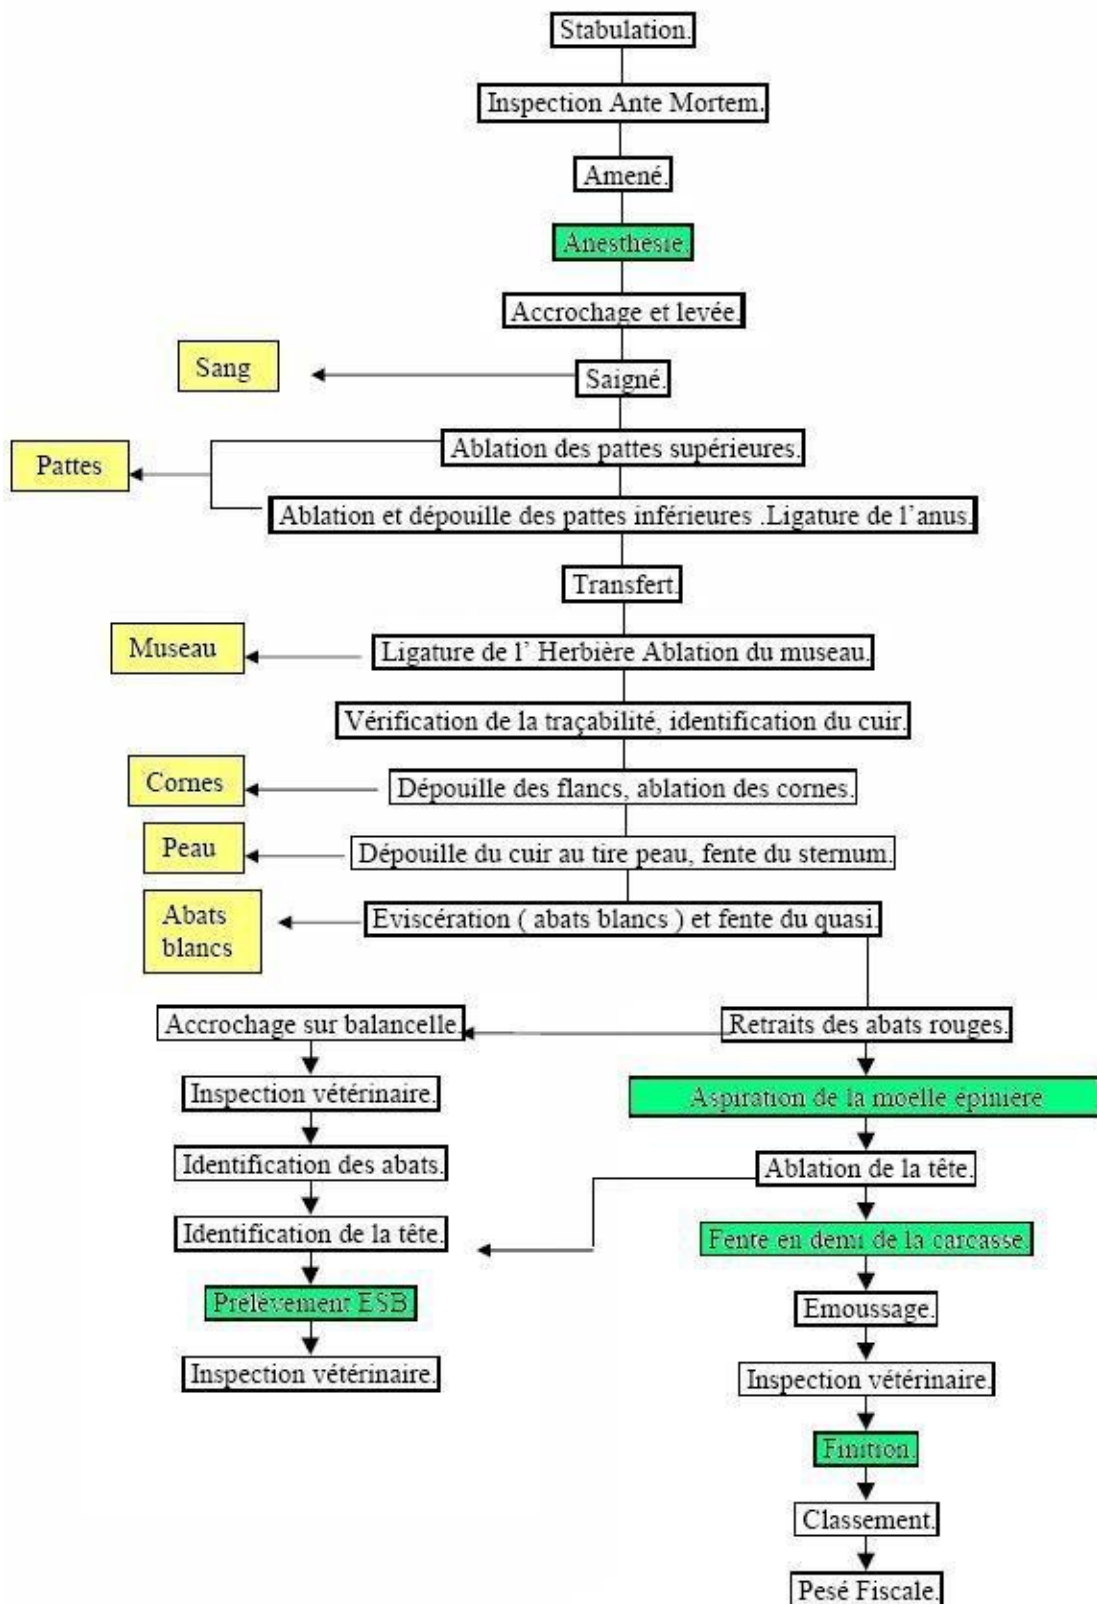 Stabulation.
Inspection Ante Mortem.
Amené.
Anesthésie.
Accrochage et levée.
Sang
Saigné.
Ablation des pattes supérieures.
Pattes
Ablation et dépouille des pattes inférieures .Ligature de l’anus.
Transfert.
Museau
Ligature de l’ Herbière Ablation du museau.
Vérification de la traçabilité, identification du cuir.
Cornes
Dépouille des flancs, ablation des cornes.
Peau
Dépouille du cuir au tire peau, fente du sternum.
Abats
blancs
Eviscération ( abats blancs ) et fente du quasi.
Accrochage sur balancelle.
Retraits des abats rouges.
Inspection vétérinaire.
Aspiration de la moelle épinière
Identification des abats.
Ablation de la tête.
Identification de la tête.
Fente en demi de la carcasse.
Prélèvement ESB.
Emoussage.
Inspection vétérinaire.
Inspection vétérinaire.
Finition.
Classement.
Pesé Fiscale.